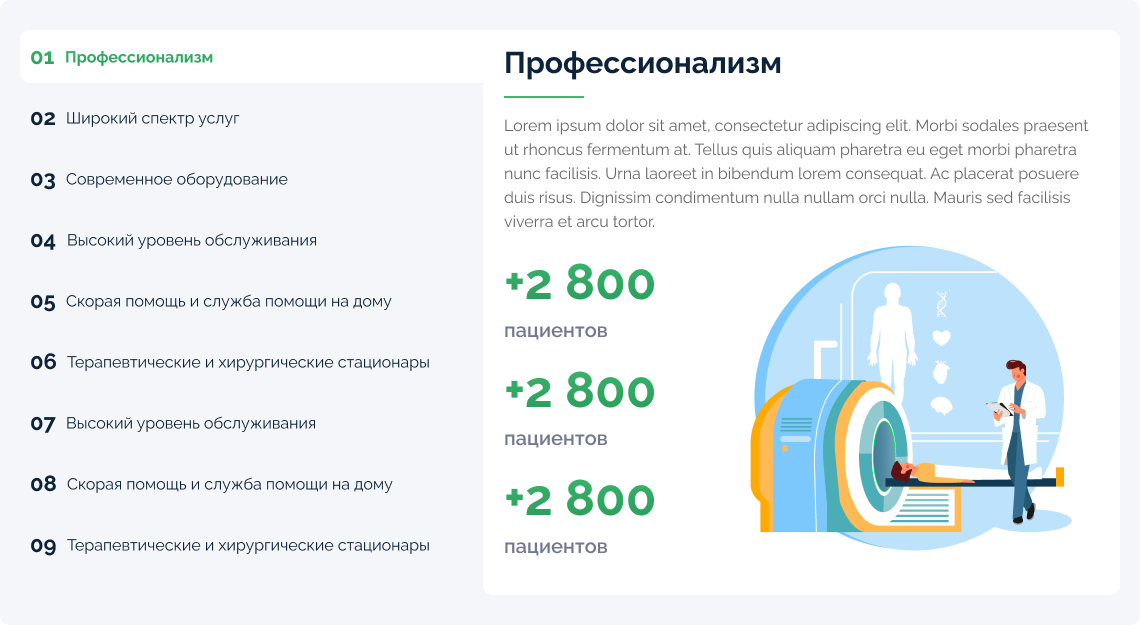 01 Профессионализм
02 Широкий спектр услуг
03 Современное оборудование
04 Высокий уровень обслуживания
05 Скорая помощь и служба помощи на дому
06 Терапевтические и хирургические стационары
07 Высокий уровень обслуживания
08 Скорая помощь и служба помощи на дому
09 Терапевтические и хирургические стационары
Профессионализм
Lorem ipsum dolor sit amet, consectetur adipiscing elit. Morbi sodales praesent
ut rhoncus fermentum at. Tellus quis aliquam pharetra eu eget morbi pharetra
nunc facilisis. Urna laoreet in bibendum lorem consequat. Ac placerat posuere
duis risus. Dignissim condimentum nulla nullam orci nulla. Mauris sed facilisis
viverra et arcu tortor.
+2 800
пациентов
+2 800
пациентов
+2 800
пациентов